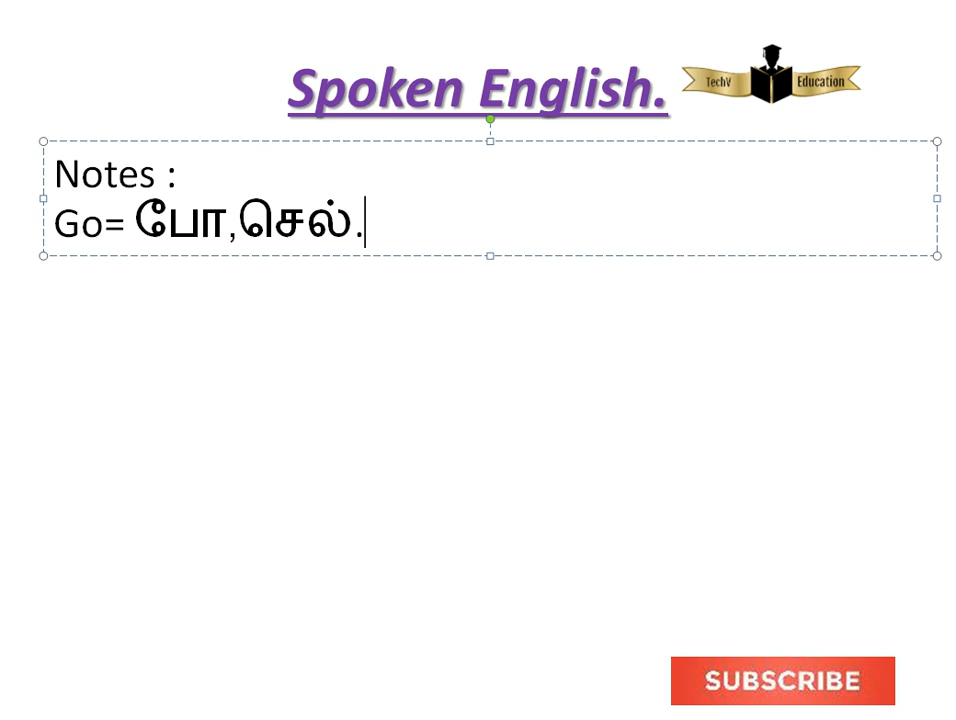 Spoken English.
TechV Education
Notes :
Go= போ,செல்.
SUBSCRIBE